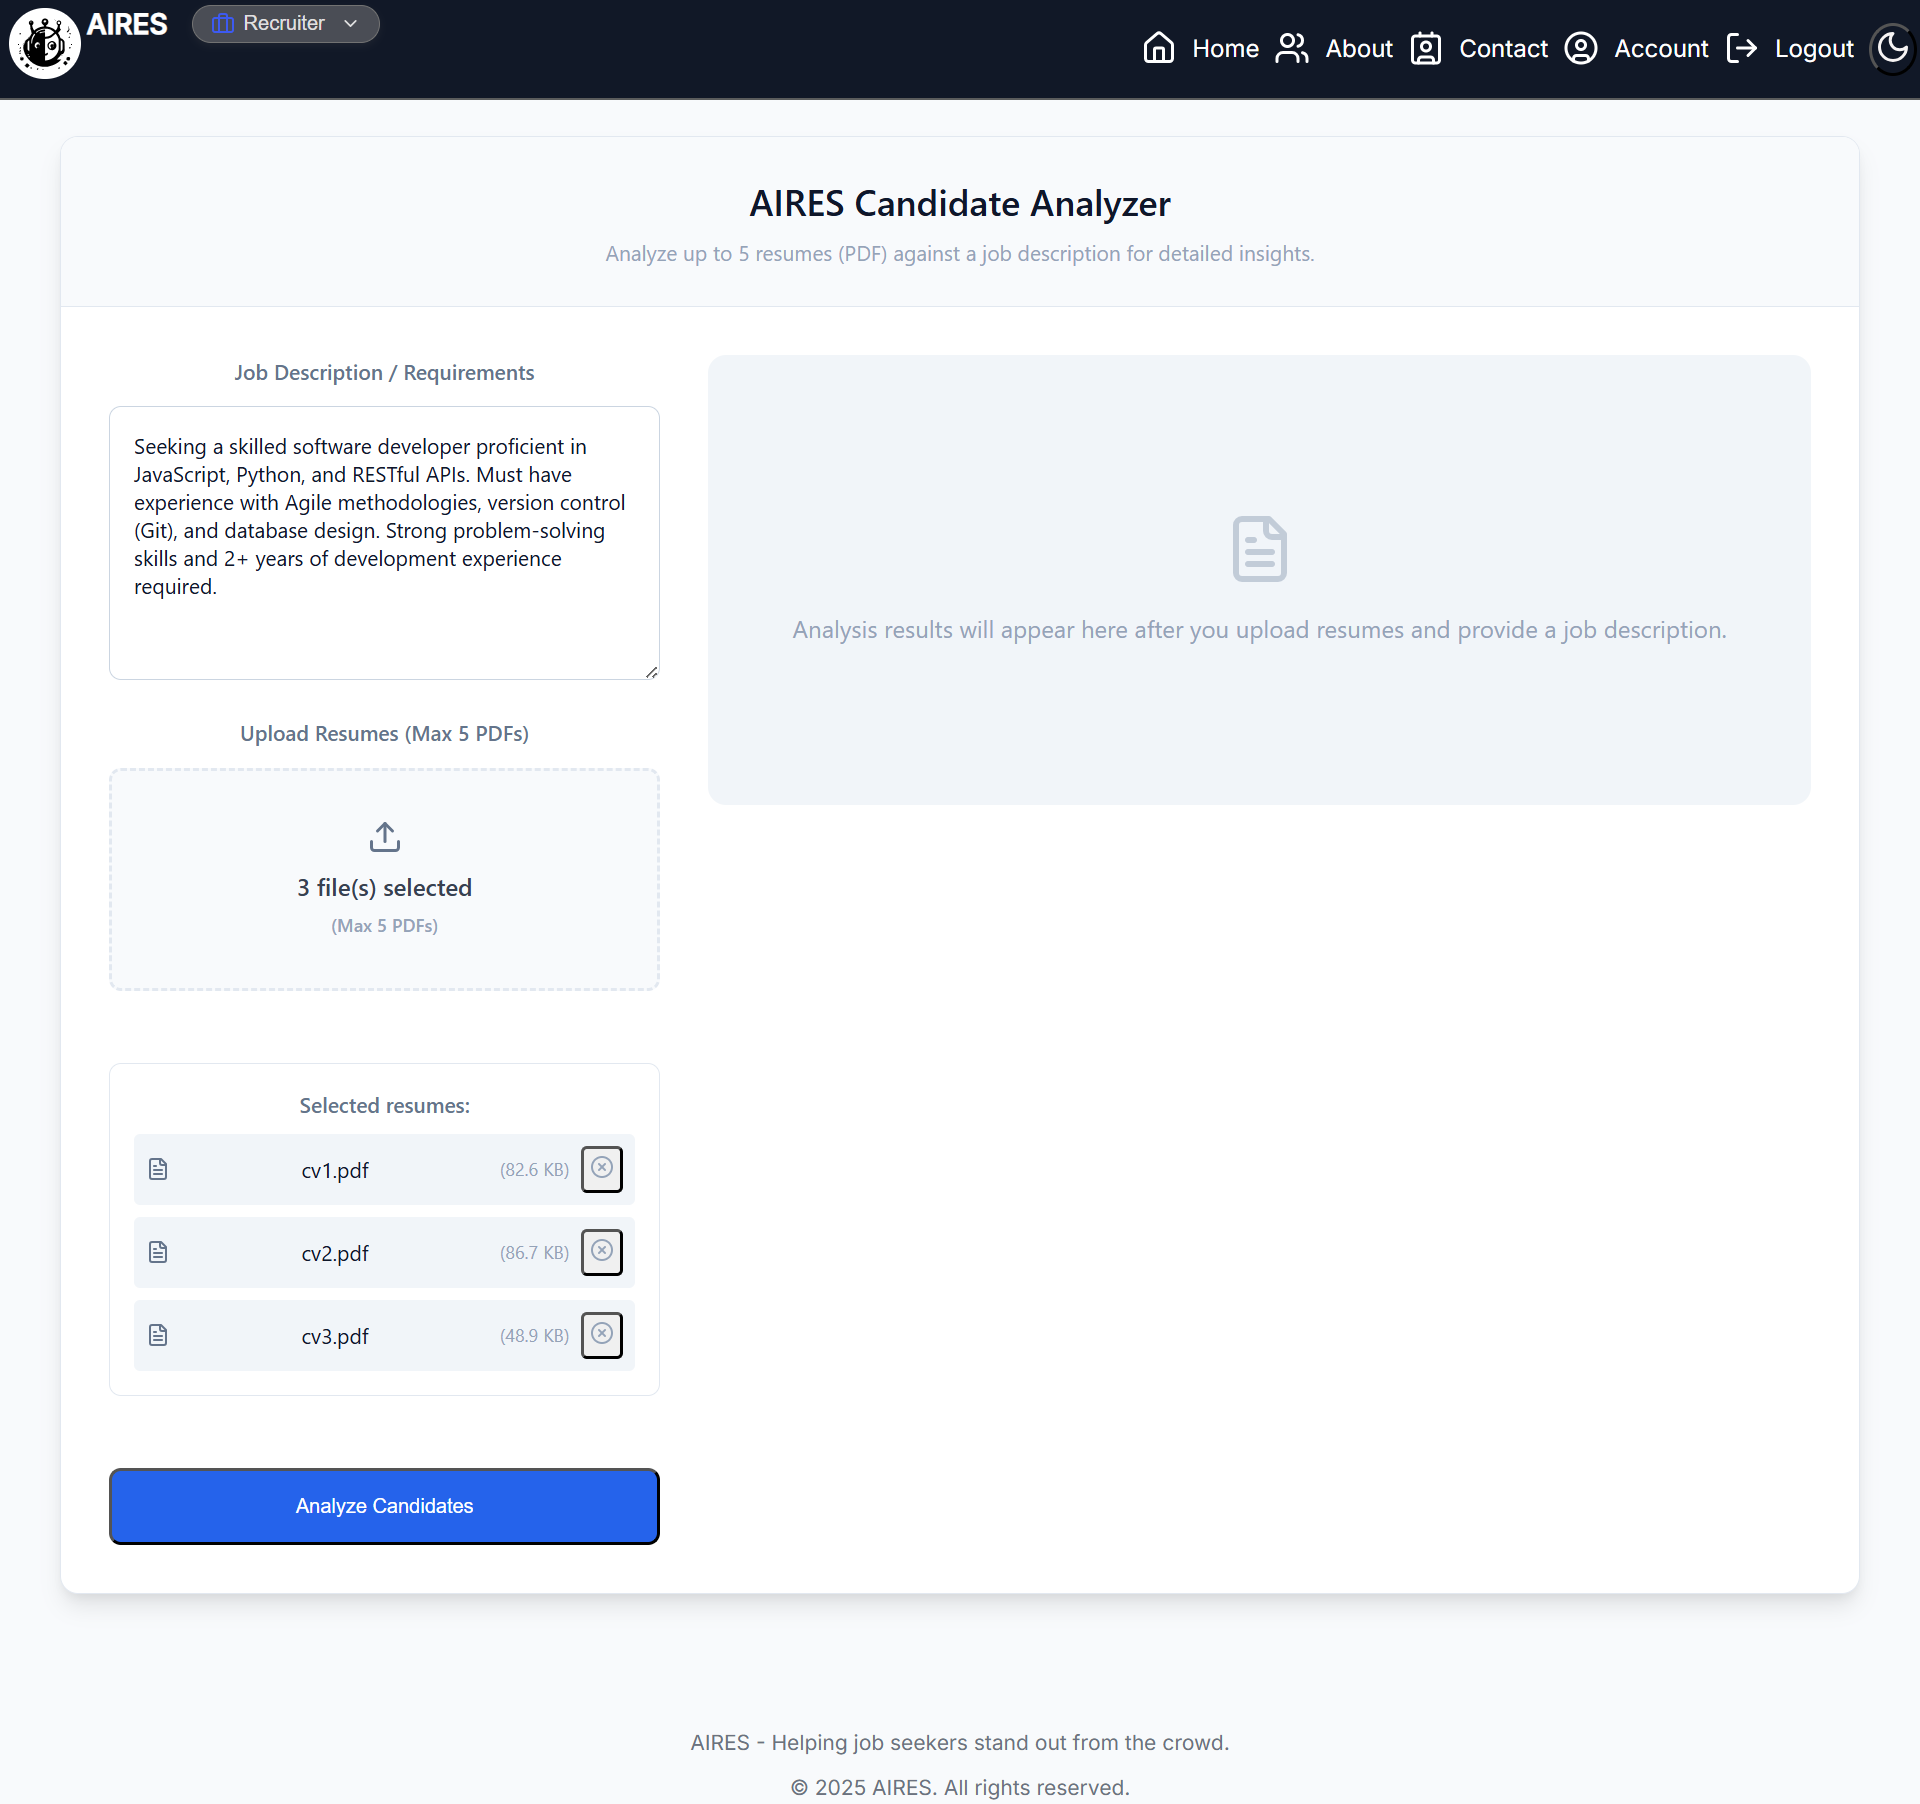 AIRES
Recruiter
Home
About
Contact
Account
Logout
AIRES Candidate Analyzer
Analyze up to 5 resumes (PDF) against a job description for detailed insights.
Job Description / Requirements
Seeking a skilled software developer proficient in
JavaScript, Python, and RESTful APIs. Must have
experience with Agile methodologies, version control
(Git), and database design. Strong problem-solving
skills and 2+ years of development experience
required.
Analysis results will appear here after you upload resumes and provide a job description.
Upload Resumes (Max 5 PDFs)
3 file(s) selected
(Max 5 PDFs)
Selected resumes:
cv1.pdf (82.6 KB)
cv2.pdf (86.7 KB)
cv3.pdf (48.9 KB)
Analyze Candidates
AIRES - Helping job seekers stand out from the crowd.
© 2025 AIRES. All rights reserved.